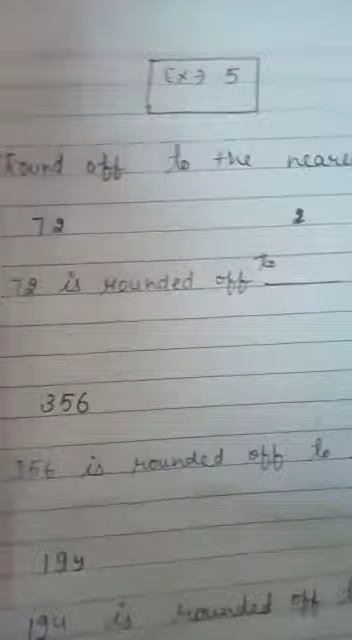 Ex → 5
Round off to the neare
72 2
72 is rounded off to
356
356 is rounded off to
194
194 is rounded off t